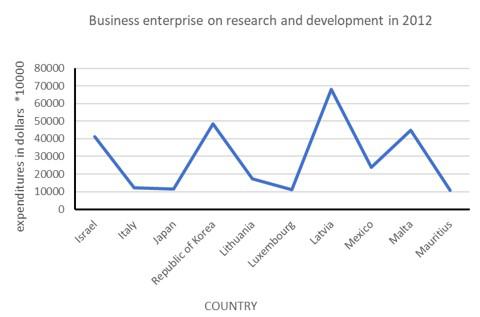 Business enterprise on research and development in 2012
expenditures in dollars *10000
80000
70000
60000
50000
40000
30000
20000
10000
0
Israel
Italy
Japan
Republic of Korea
Lithuania
Luxembourg
Latvia
Mexico
Malta
Mauritius
COUNTRY